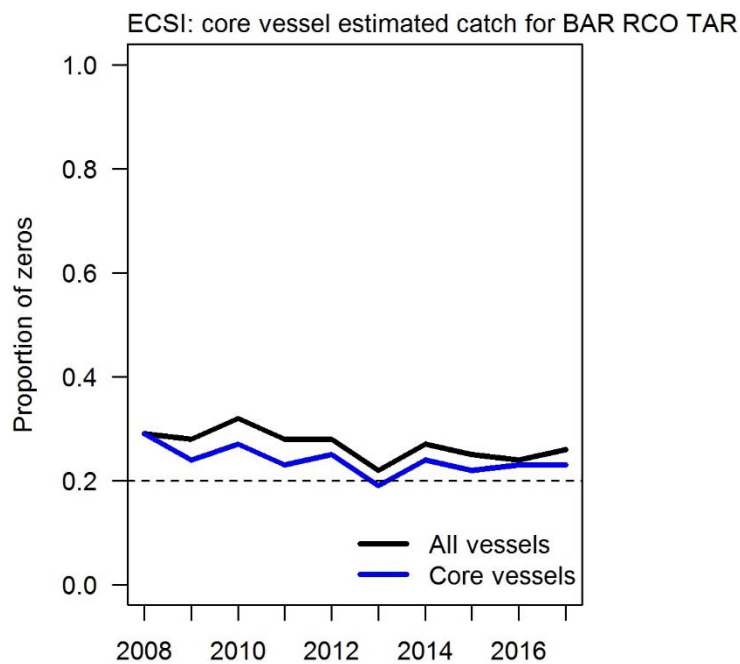 ECSI: core vessel estimated catch for BAR RCO TAR
1.0
0.8
0.6
0.4
0.2
0.0
Proportion of zeros
All vessels
Core vessels
2008 2010 2012 2014 2016